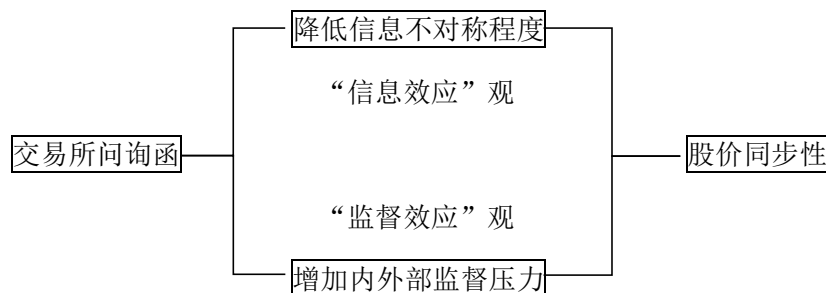 降低信息不对称程度
“信息效应”观
交易所问询函
股价同步性
“监督效应”观
增加内外部监督压力